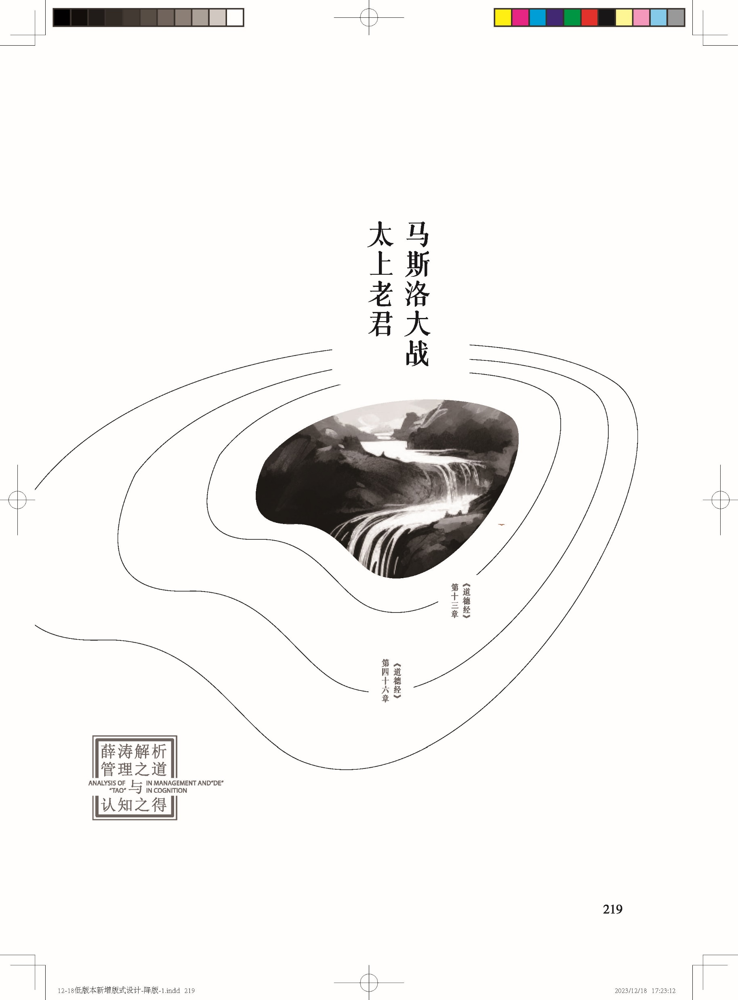 马斯洛大战
太上老君
《道德经》
第十三章
《道德经》
第四十六章
薛涛解析
管理之道
ANALYSIS OF 与 IN MANAGEMENT AND"DE"
"TAO" IN COGNITION
认知之得
219
12-18低版本新增版式设计-降版-1.indd 219
2023/12/18 17:23:12